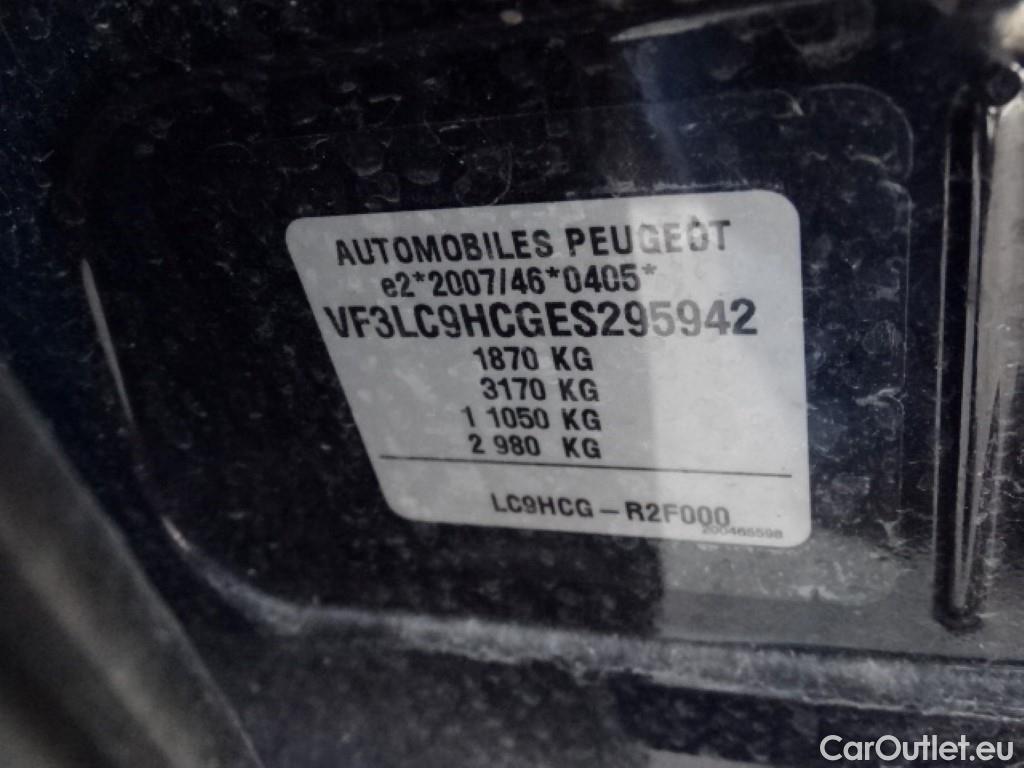 AUTOMOBILES PEUGEOT
e2*2007/46*0405*
VF3LC9HCGES295942
1870 KG
3170 KG
1 1050 KG
2 980 KG
LC9HCG - R2F000
200465598
CarOutlet.eu